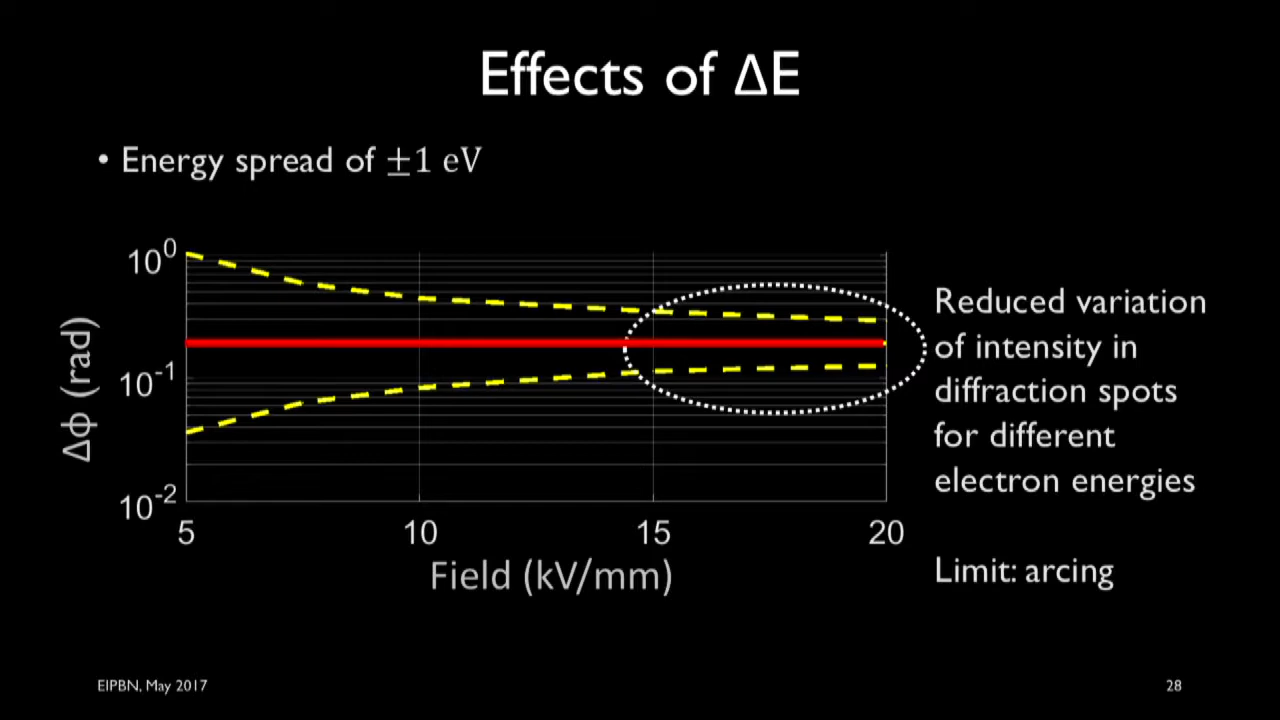 Effects of ΔE
• Energy spread of ±1 eV
10⁰
10⁻¹
10⁻²
Δϕ (rad)
5 10 15 20
Field (kV/mm)
Reduced variation
of intensity in
diffraction spots
for different
electron energies
Limit: arcing
EIPBN, May 2017
28